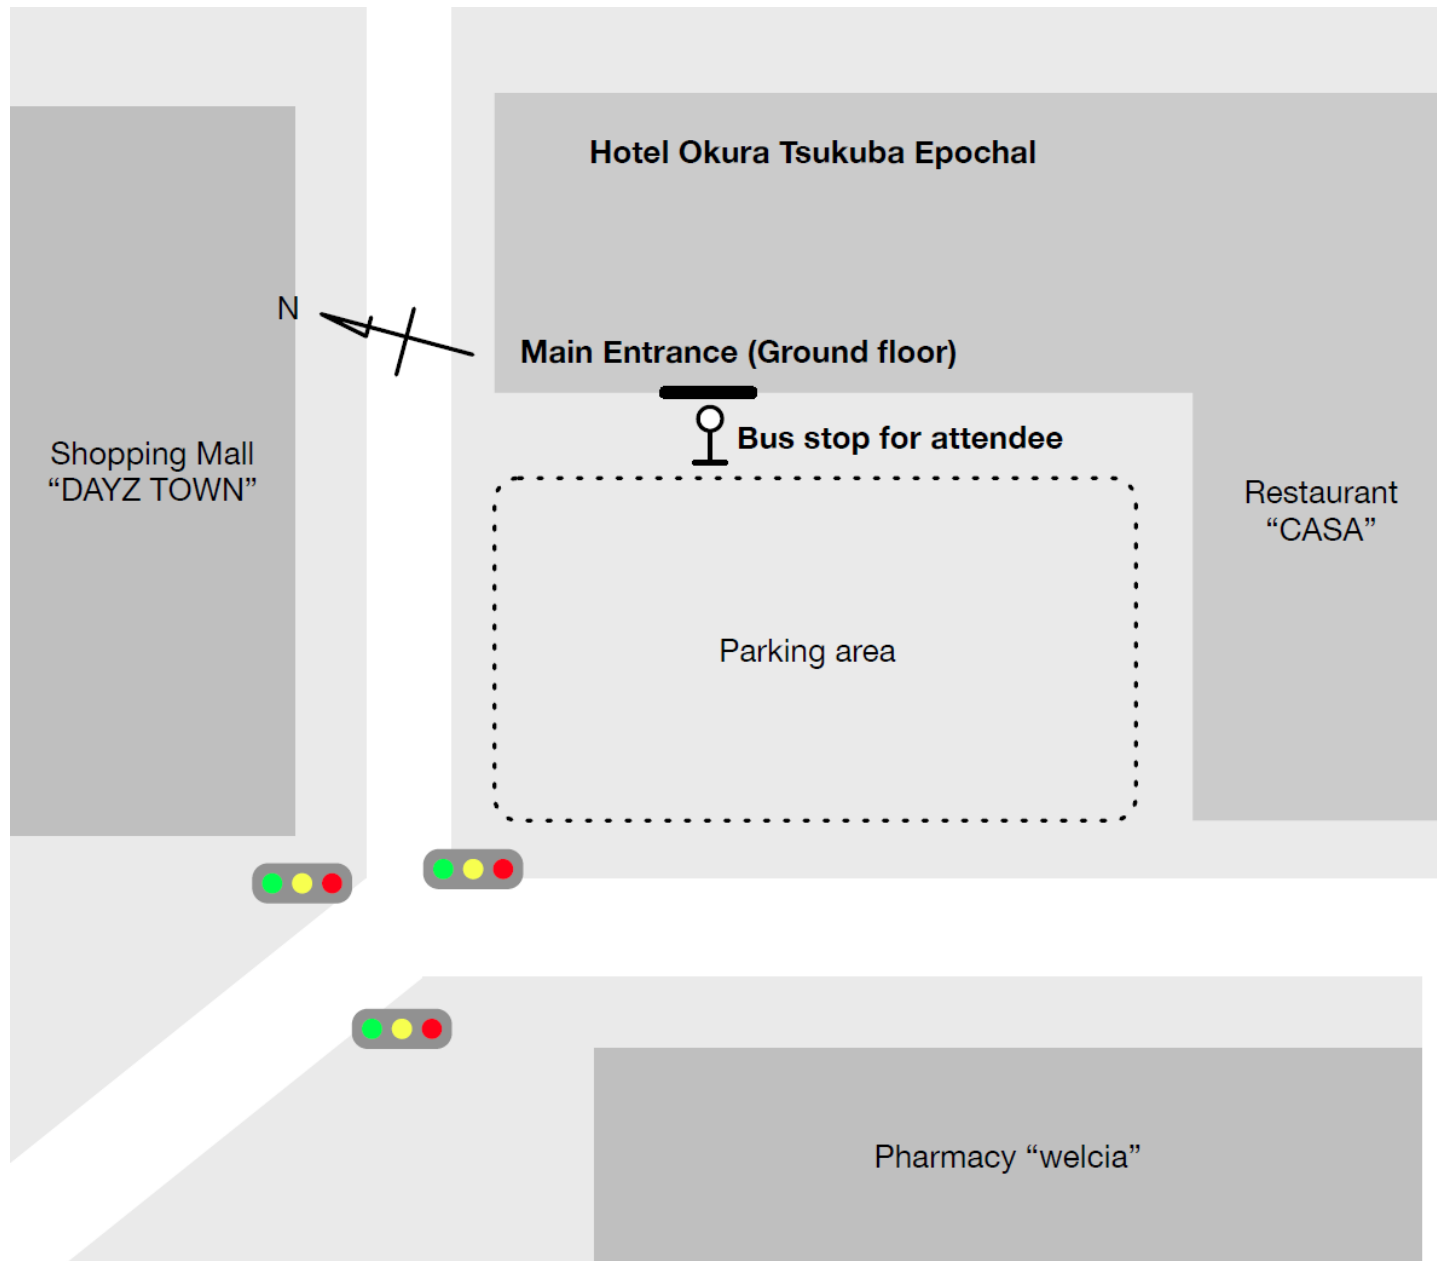 Hotel Okura Tsukuba Epochal
N
Main Entrance (Ground floor)
Bus stop for attendee
Shopping Mall
“DAYZ TOWN”
Restaurant
“CASA”
Parking area
Pharmacy “welcia”